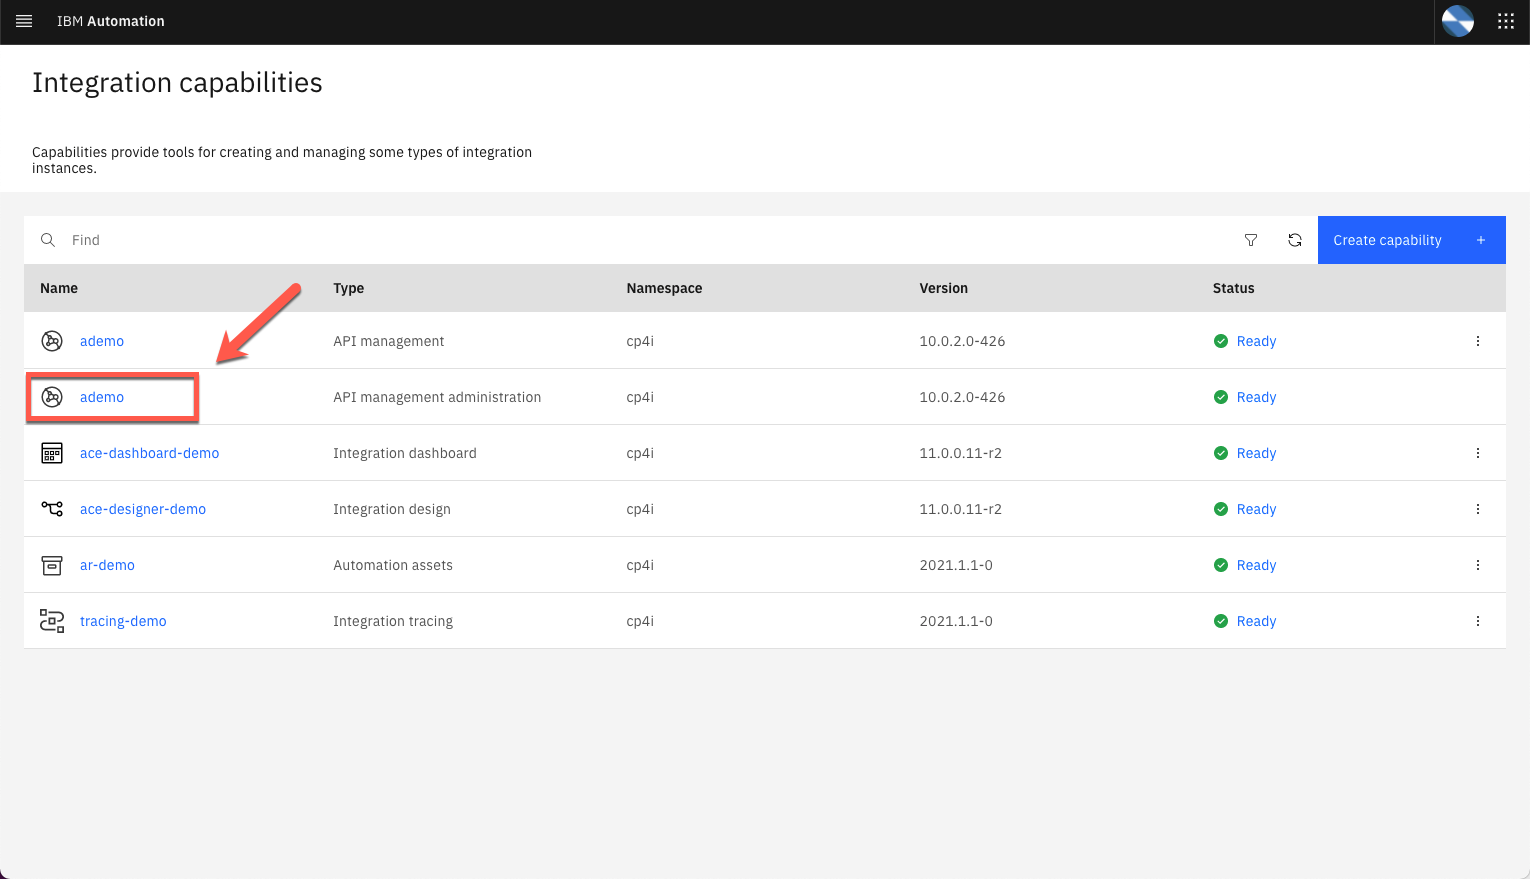 IBM Automation
Integration capabilities
Capabilities provide tools for creating and managing some types of integration
instances.
Find
Create capability +
Name Type Namespace Version Status
ademo API management cp4i 10.0.2.0-426 Ready
ademo API management administration cp4i 10.0.2.0-426 Ready
ace-dashboard-demo Integration dashboard cp4i 11.0.0.11-r2 Ready
ace-designer-demo Integration design cp4i 11.0.0.11-r2 Ready
ar-demo Automation assets cp4i 2021.1.1-0 Ready
tracing-demo Integration tracing cp4i 2021.1.1-0 Ready